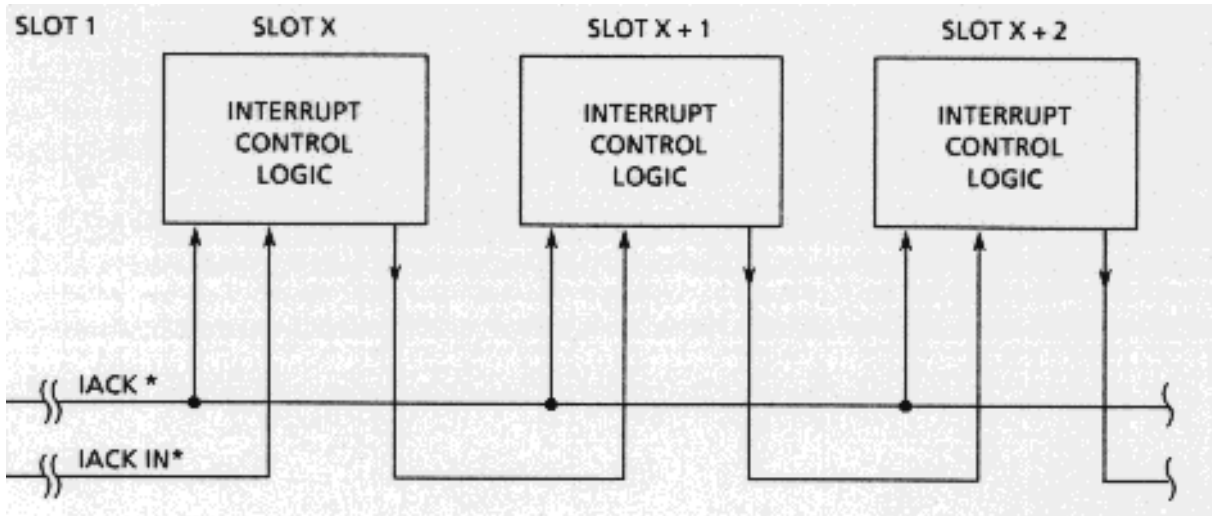 SLOT 1
SLOT X
SLOT X + 1
SLOT X + 2
INTERRUPT
CONTROL
LOGIC
INTERRUPT
CONTROL
LOGIC
INTERRUPT
CONTROL
LOGIC
IACK *
IACK IN*